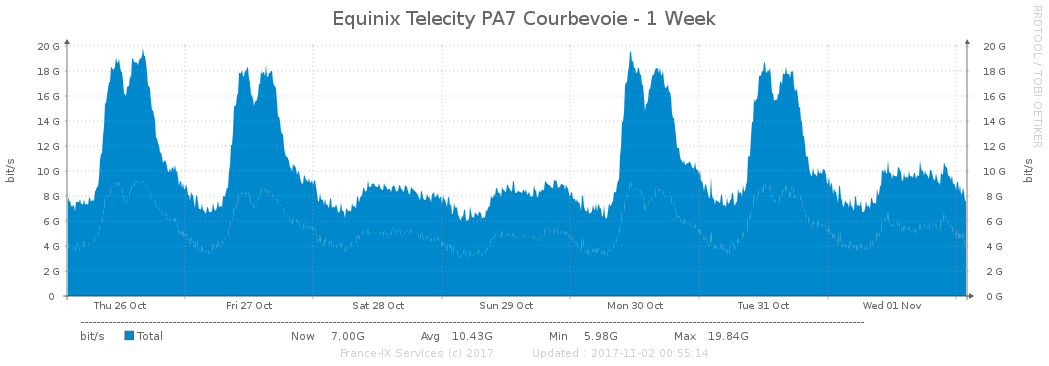 Equinix Telecity PA7 Courbevoie - 1 Week
RRDTOOL / TOBI OETIKER
bit/s
20 G
18 G
16 G
14 G
12 G
10 G
8 G
6 G
4 G
2 G
0
20 G
18 G
16 G
14 G
12 G
10 G
8 G
6 G
4 G
2 G
0 G
bit/s
Thu 26 Oct Fri 27 Oct Sat 28 Oct Sun 29 Oct Mon 30 Oct Tue 31 Oct Wed 01 Nov
bit/s Total Now 7.00G Avg 10.43G Min 5.98G Max 19.84G
France-IX Services (c) 2017 Updated : 2017-11-02 00:55:14